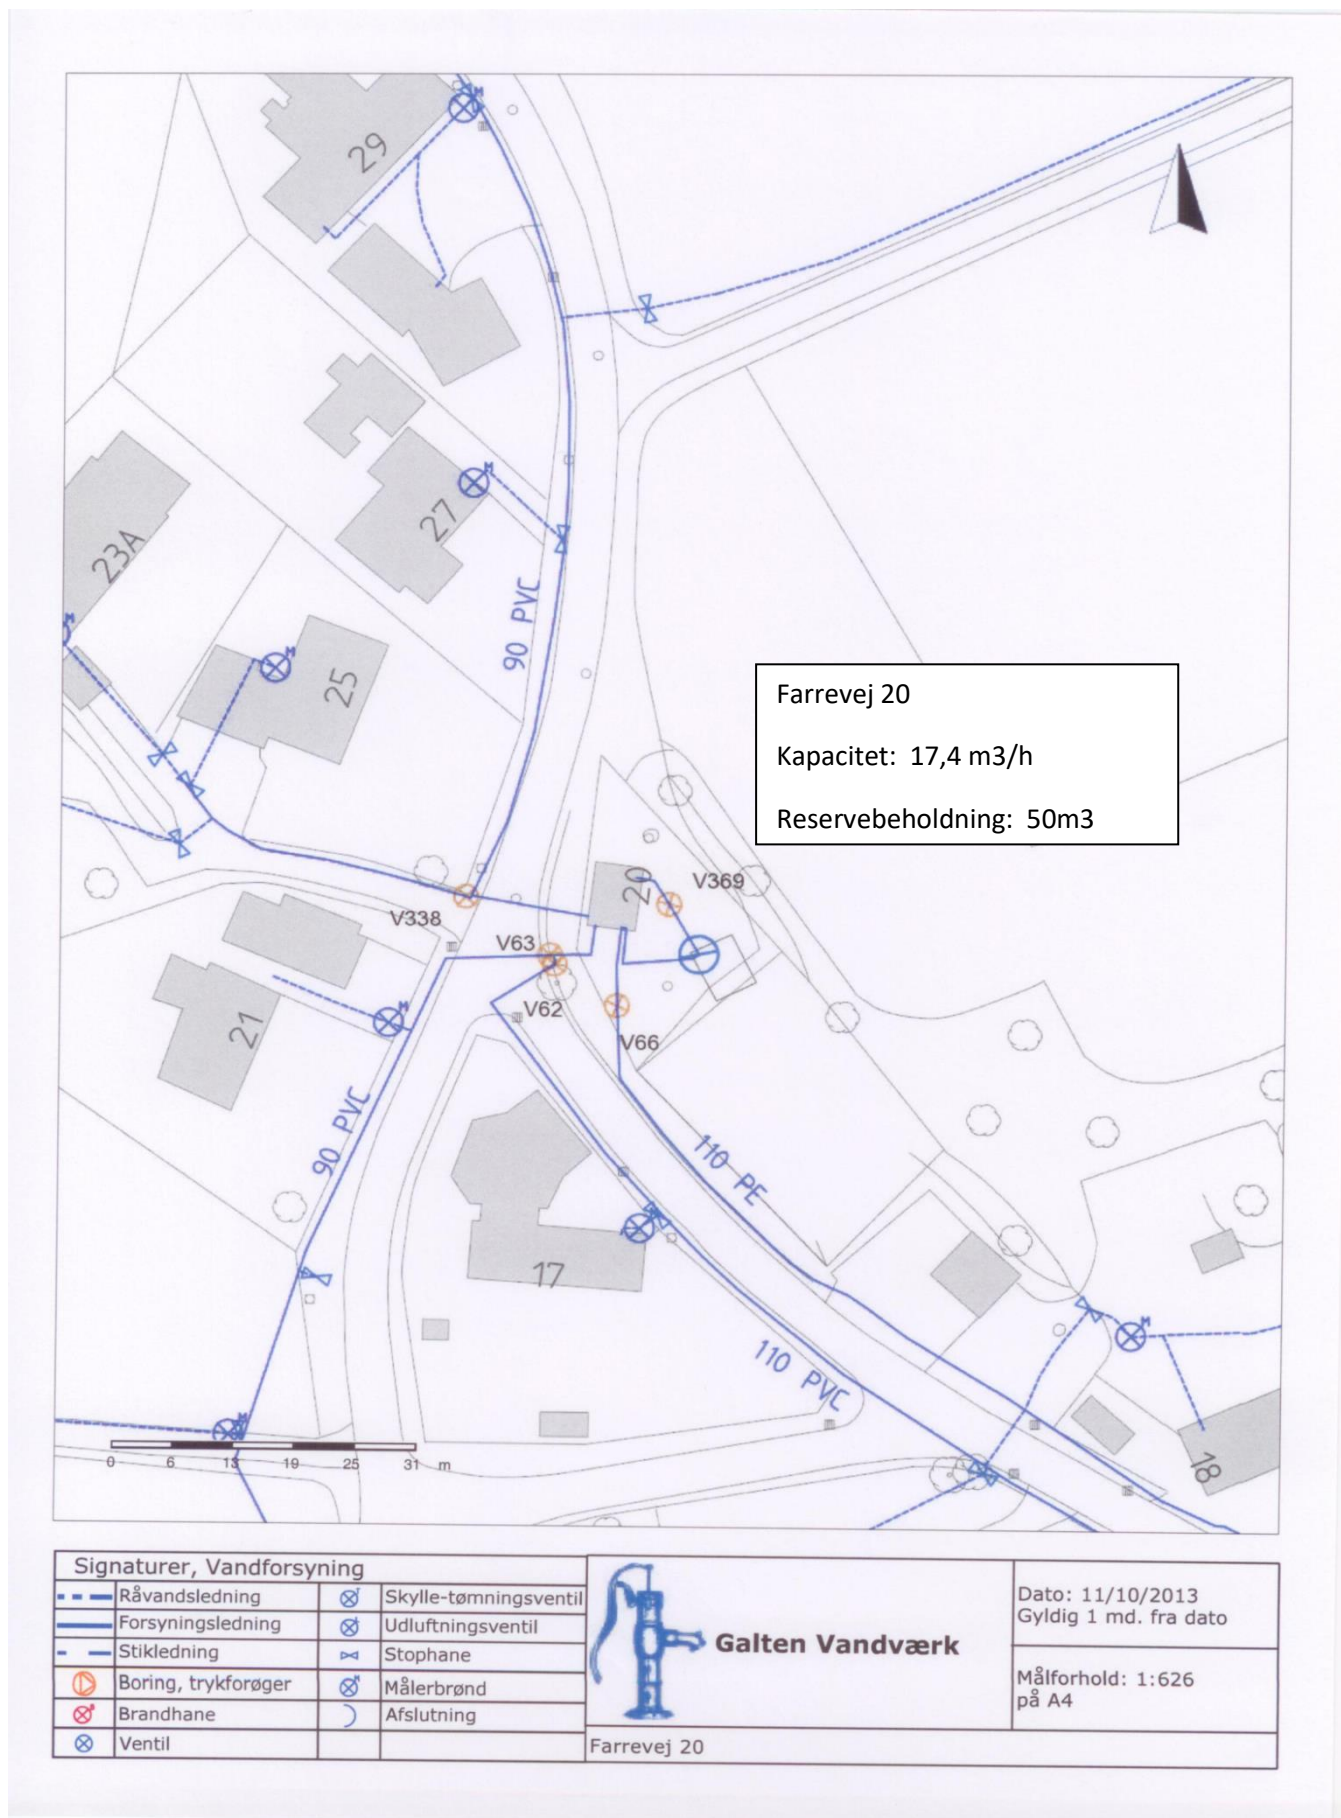 29
27
23A
90 PVC
25
Farrevej 20
Kapacitet: 17,4 m3/h
Reservebeholdning: 50m3
20
V369
V338
V63
V62
V66
21
90 PVC
110 PE
17
110 PVC
18
0 6 13 19 25 31 m
Signaturer, Vandforsyning
Råvandsledning
Skylle-tømningsventil
Forsyningsledning
Udluftningsventil
Stikledning
Stophane
Boring, trykforøger
Målerbrønd
Brandhane
Afslutning
Ventil
Galten Vandværk
Dato: 11/10/2013
Gyldig 1 md. fra dato
Målforhold: 1:626
på A4
Farrevej 20